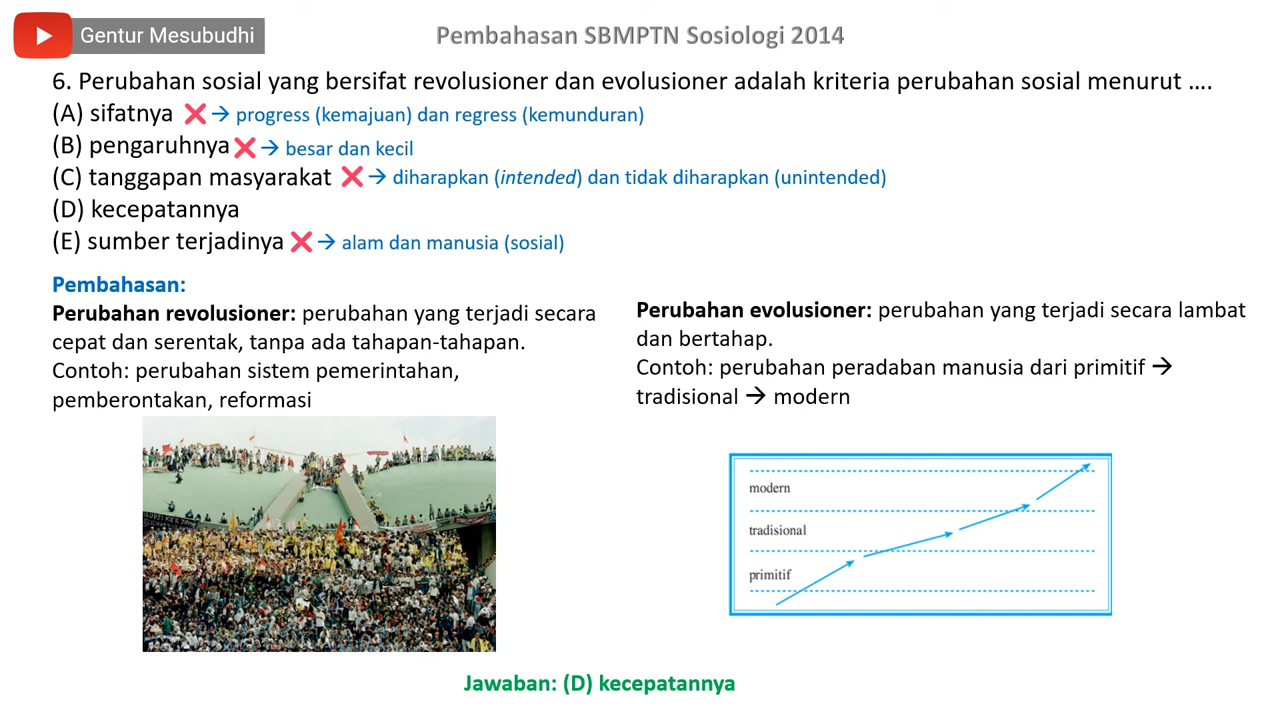 Gentur Mesubudhi
Pembahasan SBMPTN Sosiologi 2014
6. Perubahan sosial yang bersifat revolusioner dan evolusioner adalah kriteria perubahan sosial menurut ....
(A) sifatnya ❌ → progress (kemajuan) dan regress (kemunduran)
(B) pengaruhnya ❌ → besar dan kecil
(C) tanggapan masyarakat ❌ → diharapkan (intended) dan tidak diharapkan (unintended)
(D) kecepatannya
(E) sumber terjadinya ❌ → alam dan manusia (sosial)
Pembahasan:
Perubahan revolusioner: perubahan yang terjadi secara
cepat dan serentak, tanpa ada tahapan-tahapan.
Contoh: perubahan sistem pemerintahan,
pemberontakan, reformasi
Perubahan evolusioner: perubahan yang terjadi secara lambat
dan bertahap.
Contoh: perubahan peradaban manusia dari primitif →
tradisional → modern
modern
tradisional
primitif
Jawaban: (D) kecepatannya